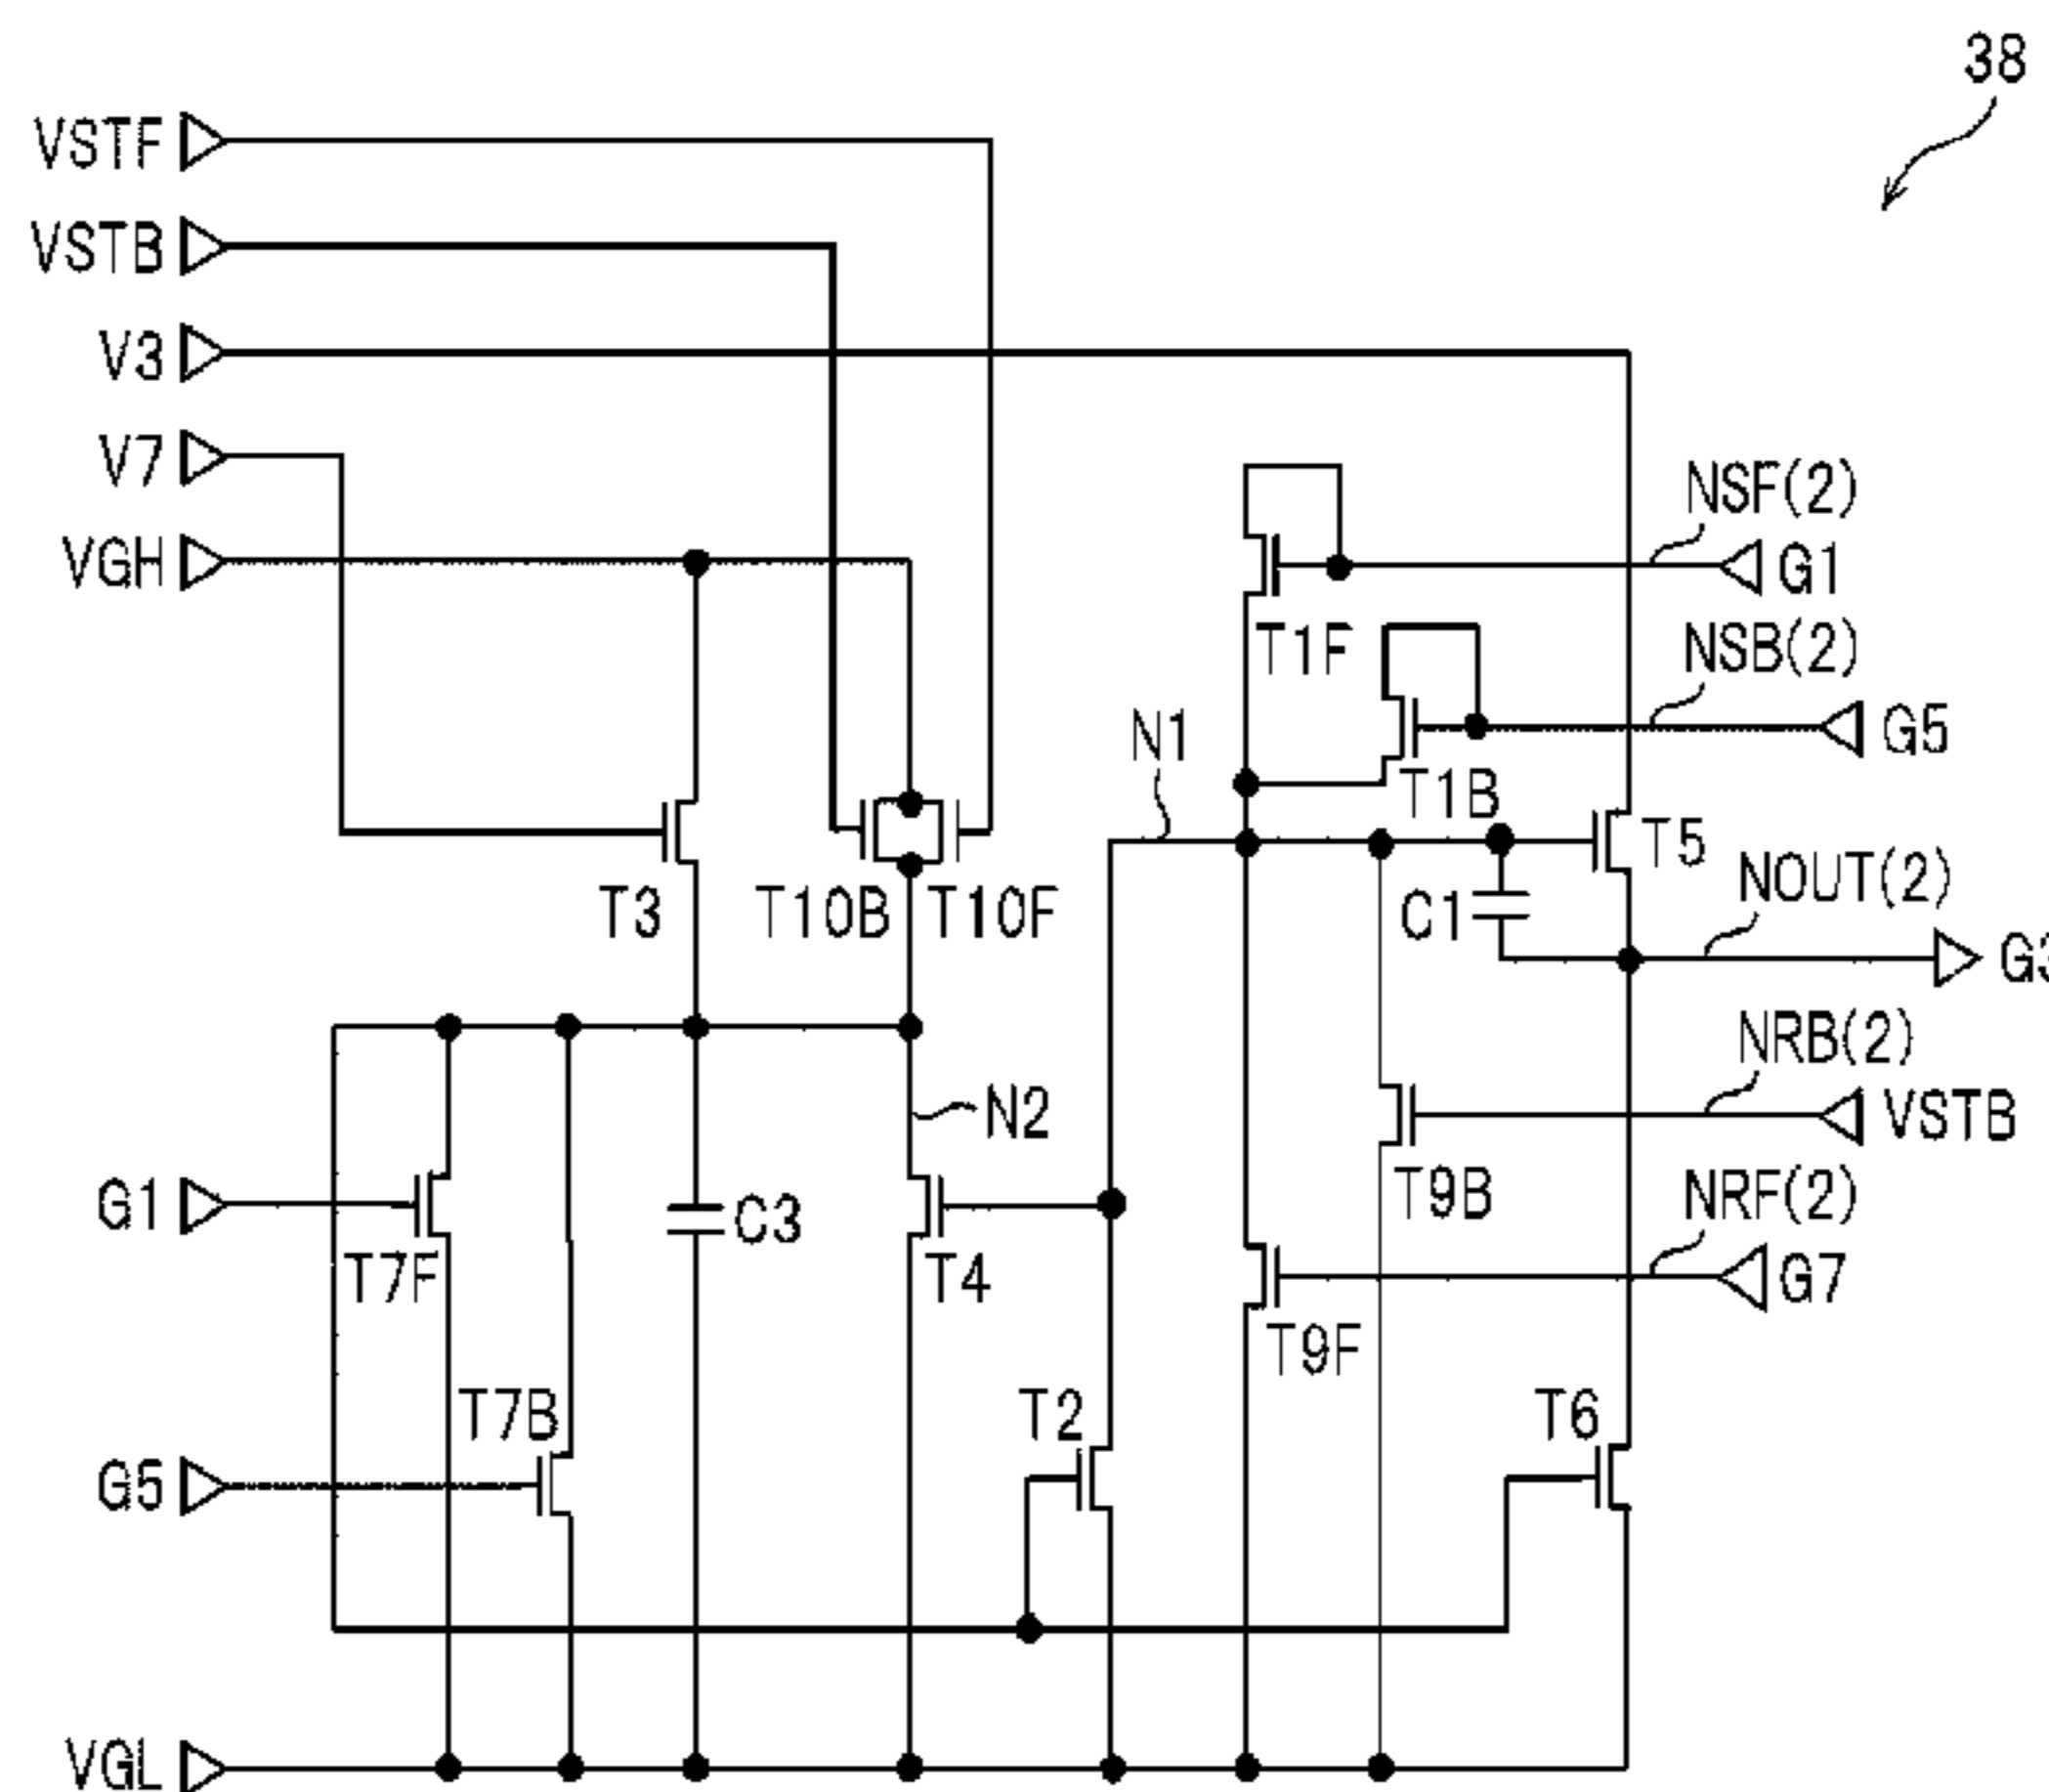 38
VSTF
VSTB
V3
V7
NSF(2)
VGH
G1
T1F
NSB(2)
N1
G5
T1B
T5
T3
T10B
T10F
C1
NOUT(2)
G3
NRB(2)
N2
VSTB
T9B
NRF(2)
G1
C3
T7F
T4
G7
T9F
T7B
T2
T6
G5
VGL